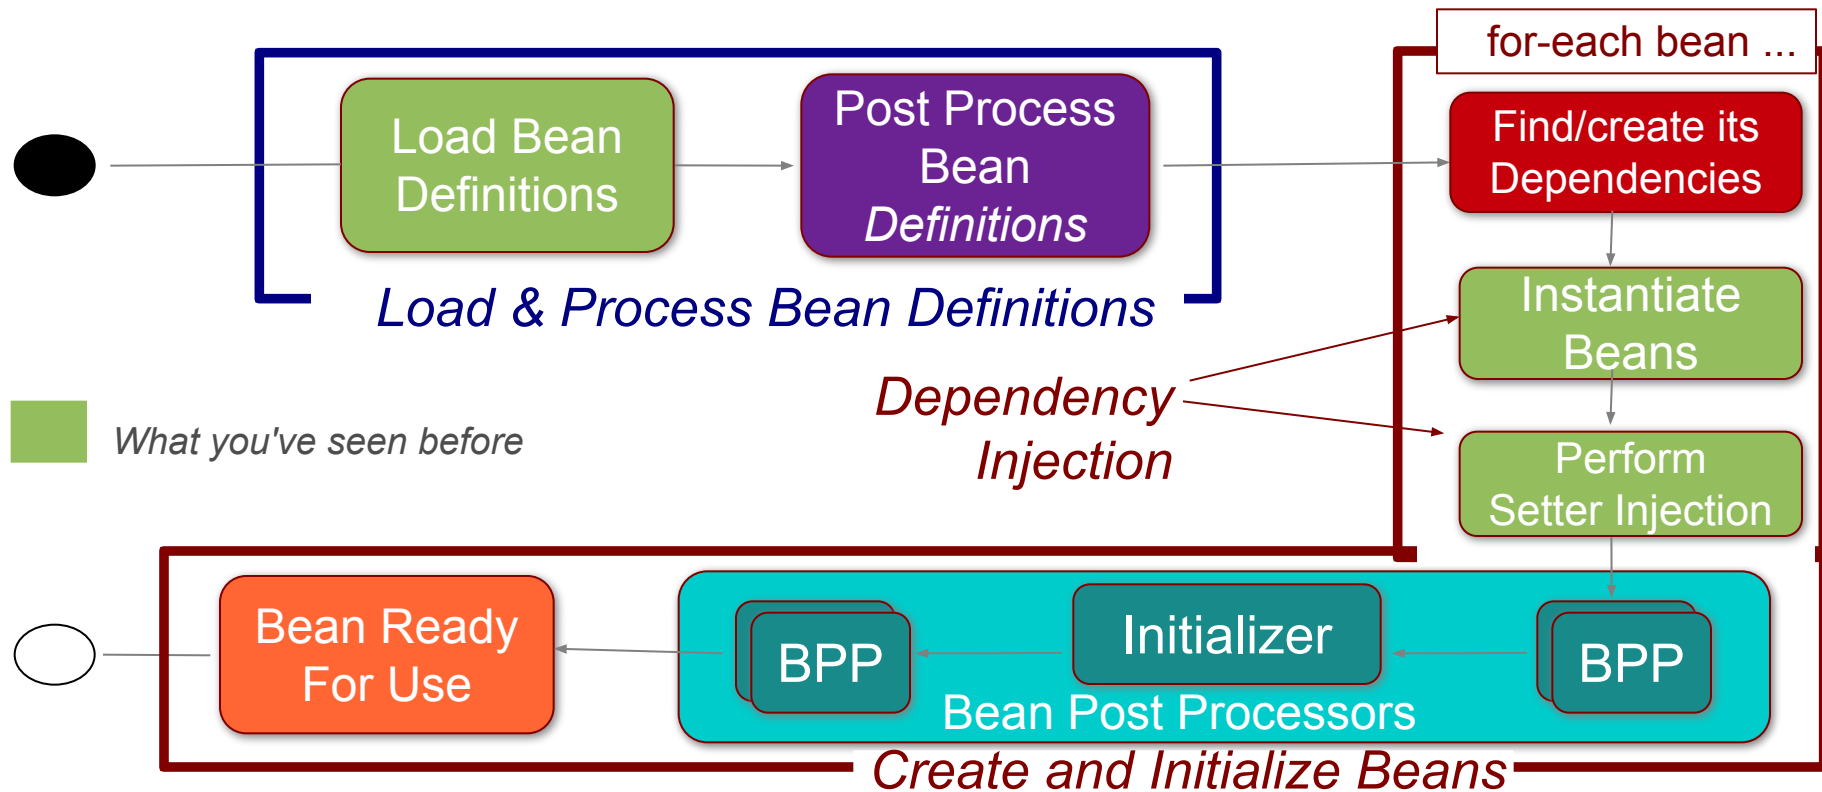 for-each bean ...
Load Bean
Definitions
Post Process
Bean
Definitions
Find/create its
Dependencies
Load & Process Bean Definitions
Instantiate
Beans
Dependency
Injection
What you've seen before
Perform
Setter Injection
Bean Ready
For Use
BPP
Initializer
BPP
Bean Post Processors
Create and Initialize Beans